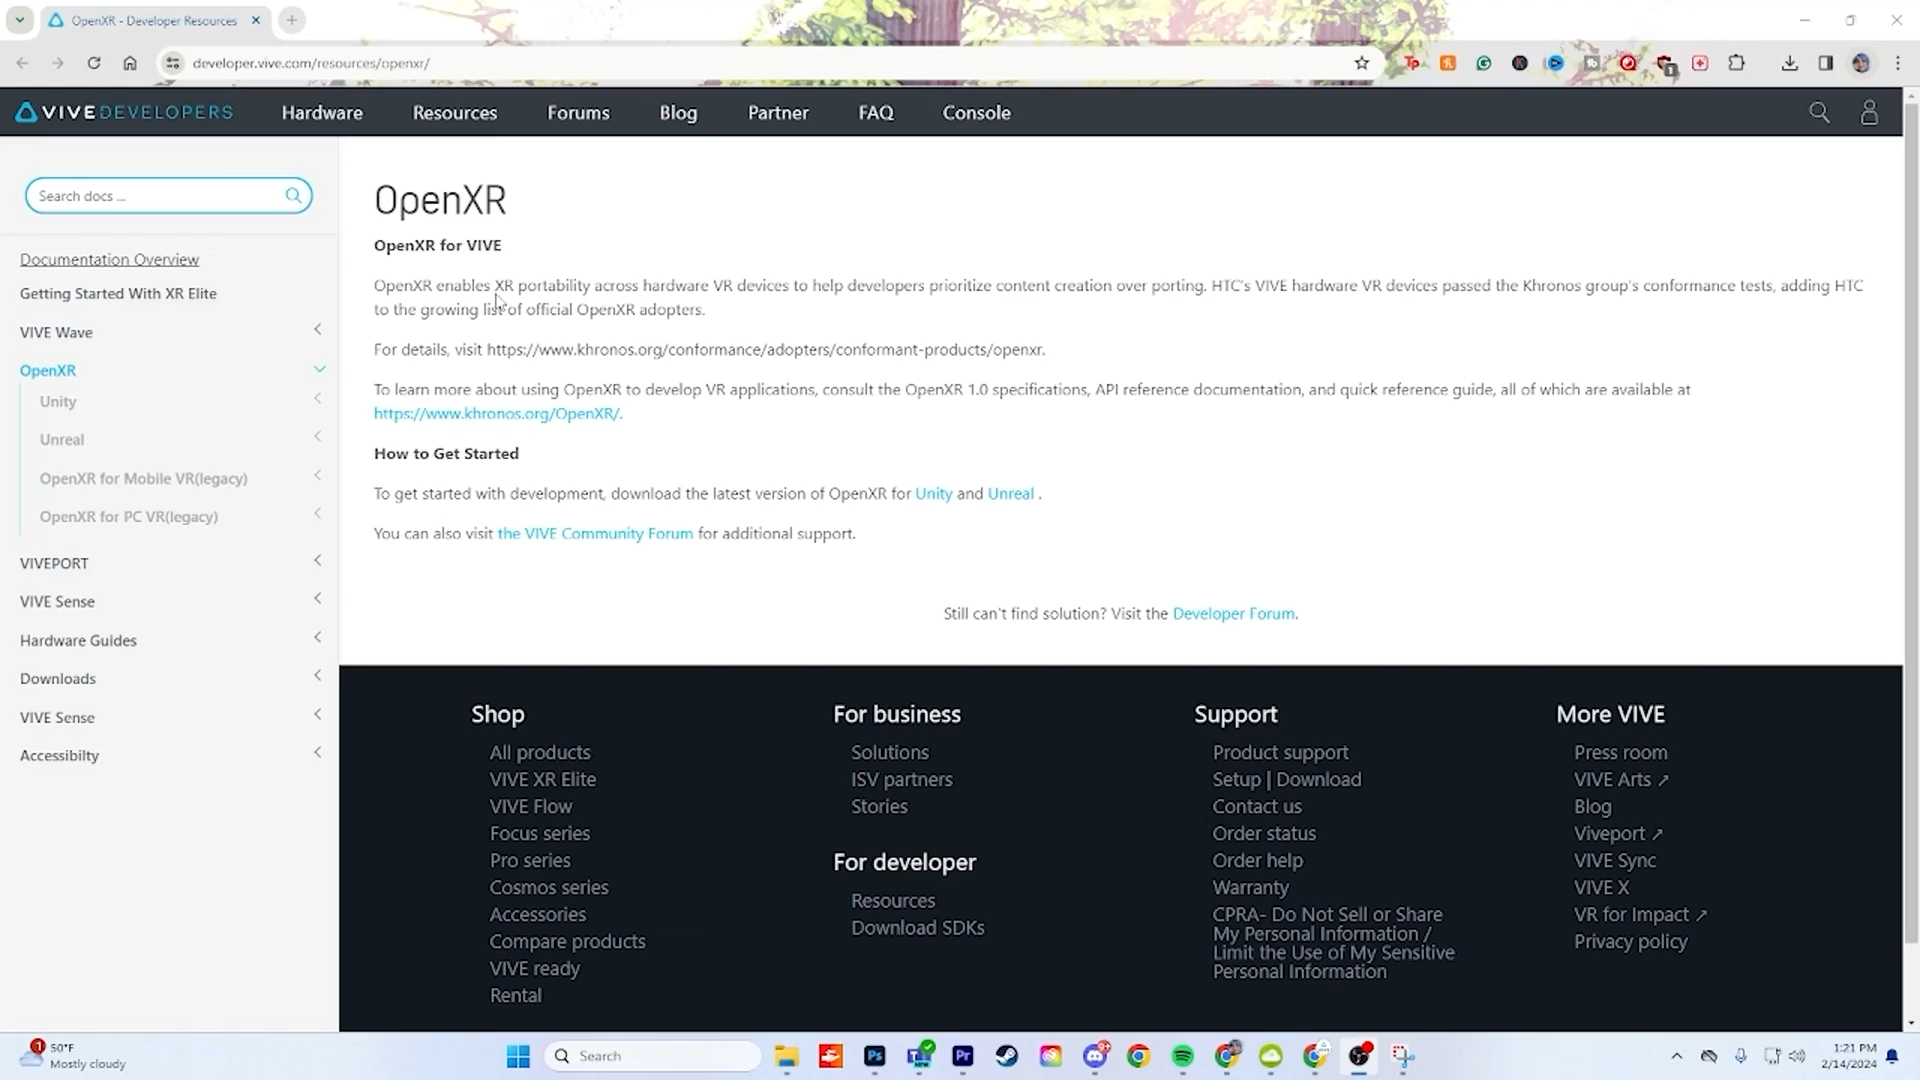 OpenXR - Developer Resources
developer.vive.com/resources/openxr/
VIVEDEVELOPERS
Hardware
Resources
Forums
Blog
Partner
FAQ
Console
Search docs ...
Documentation Overview
Getting Started With XR Elite
VIVE Wave
OpenXR
Unity
Unreal
OpenXR for Mobile VR(legacy)
OpenXR for PC VR(legacy)
VIVEPORT
VIVE Sense
Hardware Guides
Downloads
VIVE Sense
Accessibilty
OpenXR
OpenXR for VIVE
OpenXR enables XR portability across hardware VR devices to help developers prioritize content creation over porting. HTC's VIVE hardware VR devices passed the Khronos group's conformance tests, adding HTC
to the growing list of official OpenXR adopters.
For details, visit https://www.khronos.org/conformance/adopters/conformant-products/openxr.
To learn more about using OpenXR to develop VR applications, consult the OpenXR 1.0 specifications, API reference documentation, and quick reference guide, all of which are available at
https://www.khronos.org/OpenXR/.
How to Get Started
To get started with development, download the latest version of OpenXR for Unity and Unreal .
You can also visit the VIVE Community Forum for additional support.
Still can't find solution? Visit the Developer Forum.
Shop
All products
VIVE XR Elite
VIVE Flow
Focus series
Pro series
Cosmos series
Accessories
Compare products
VIVE ready
Rental
For business
Solutions
ISV partners
Stories
For developer
Resources
Download SDKs
Support
Product support
Setup | Download
Contact us
Order status
Order help
Warranty
CPRA- Do Not Sell or Share
My Personal Information /
Limit the Use of My Sensitive
Personal Information
More VIVE
Press room
VIVE Arts ↗
Blog
Viveport ↗
VIVE Sync
VIVE X
VR for Impact ↗
Privacy policy
1
50°F
Mostly cloudy
Search
Ps
Pr
1:21 PM
2/14/2024